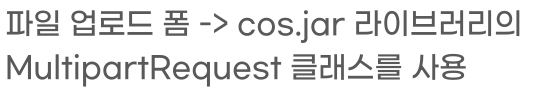 파일 업로드 폼 -> cos.jar 라이브러리의
MultipartRequest 클래스를 사용